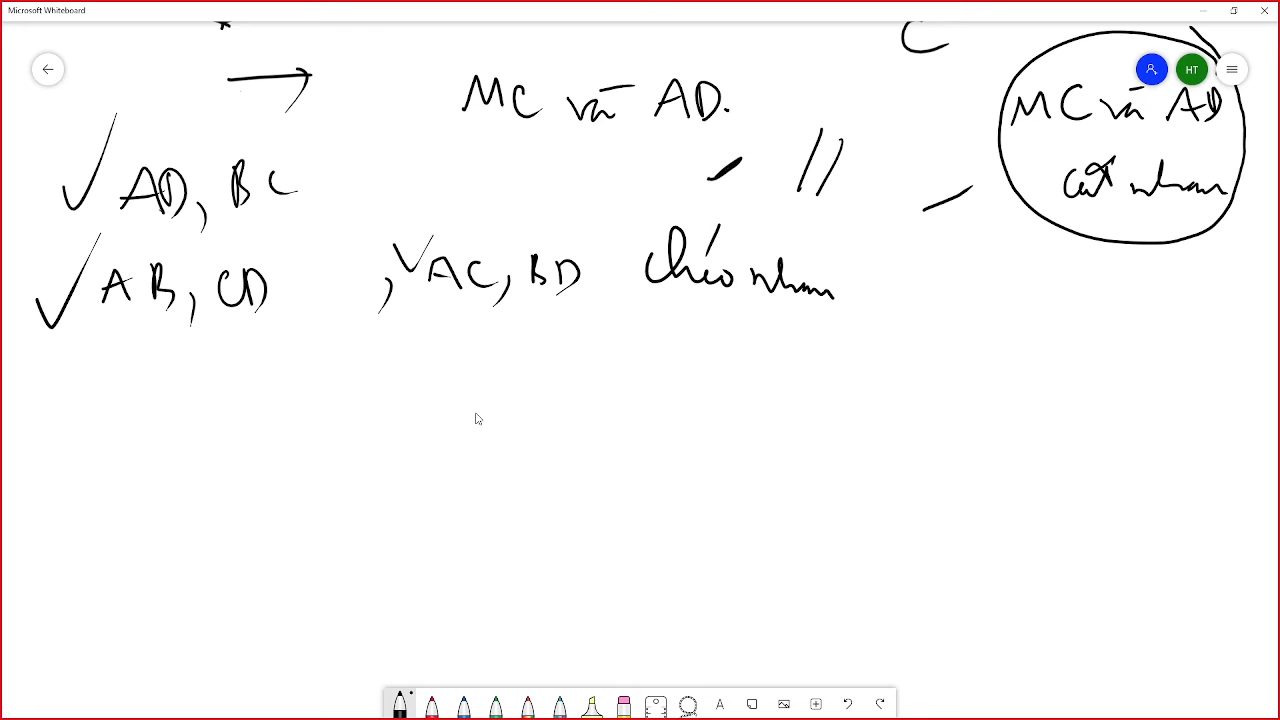 Microsoft Whiteboard
C
HT
MC và AD.
MC và AD
cắt nhau
//
AD, BC
AB, CD , AC, BD chéo nhau
A